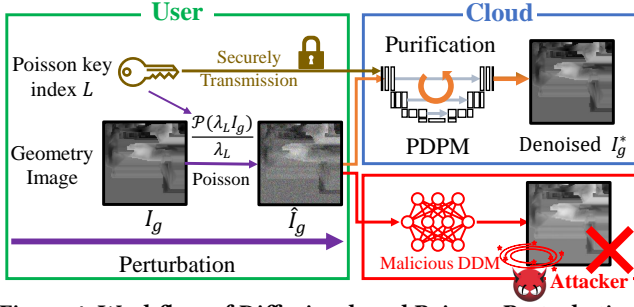 User
Cloud
Poisson key
index L
Securely
Transmission
Purification
PDPM
Denoised I*g
Geometry
Image
P(λ_L I_g)
λ_L
Poisson
I_g
Î_g
Perturbation
Malicious DDM
Attacker